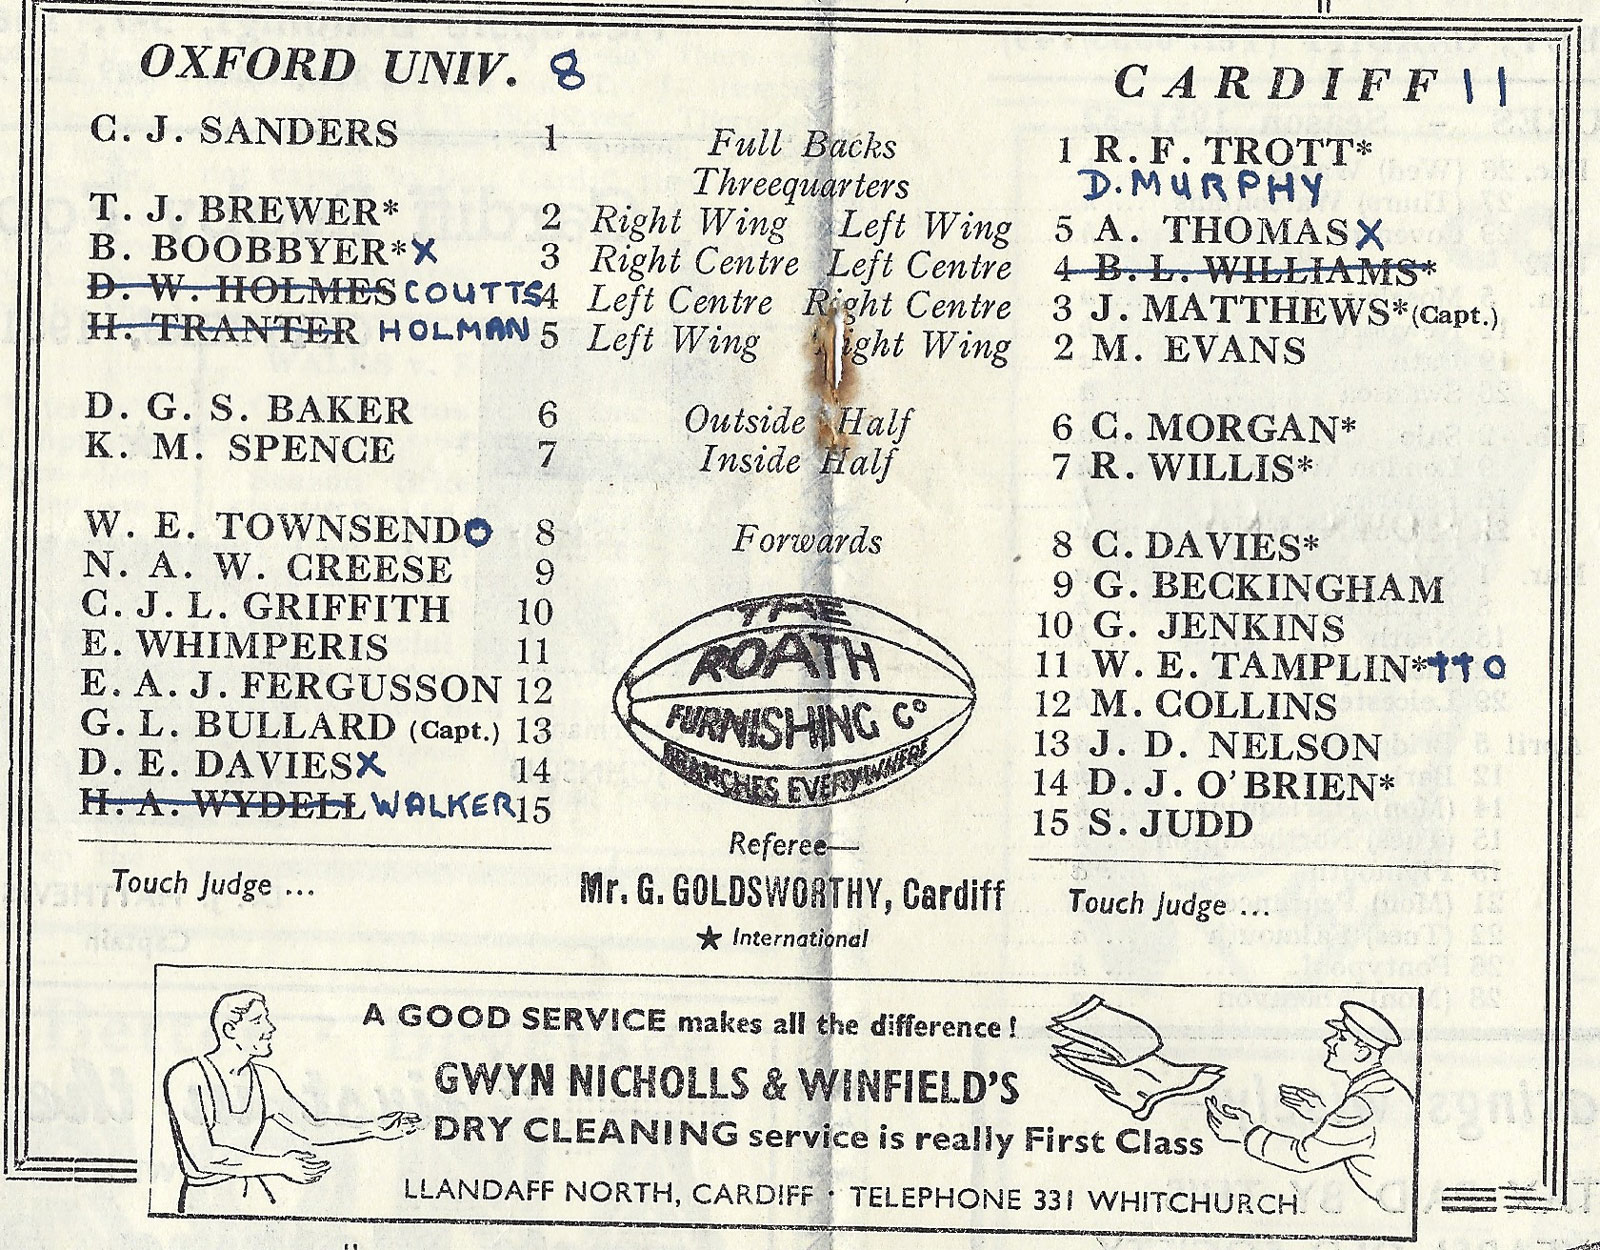 OXFORD UNIV. 8 CARDIFF 11
C. J. SANDERS 1 Full Backs 1 R. F. TROTT*
Threequarters D. MURPHY
T. J. BREWER* 2 Right Wing Left Wing 5 A. THOMAS X
B. BOOBBYER* X 3 Right Centre Left Centre 4 B. L. WILLIAMS*
D. W. HOLMES COUTTS 4 Left Centre Right Centre 3 J. MATTHEWS* (Capt.)
H. TRANTER HOLMAN 5 Left Wing Right Wing 2 M. EVANS
D. G. S. BAKER 6 Outside Half 6 C. MORGAN*
K. M. SPENCE 7 Inside Half 7 R. WILLIS*
W. E. TOWNSEND O 8 Forwards 8 C. DAVIES*
N. A. W. CREESE 9 9 G. BECKINGHAM
C. J. L. GRIFFITH 10 10 G. JENKINS
E. WHIMPERIS 11 11 W. E. TAMPLIN* ttO
E. A. J. FERGUSSON 12 12 M. COLLINS
G. L. BULLARD (Capt.) 13 13 J. D. NELSON
D. E. DAVIES X 14 14 D. J. O'BRIEN*
H. A. WYDELL WALKER 15 15 S. JUDD
THE
ROATH
FURNISHING Co
BRANCHES EVERYWHERE
Referee—
Touch Judge ... Mr. G. GOLDSWORTHY, Cardiff Touch Judge ...
★ International
A GOOD SERVICE makes all the difference!
GWYN NICHOLLS & WINFIELD'S
DRY CLEANING service is really First Class
LLANDAFF NORTH, CARDIFF · TELEPHONE 331 WHITCHURCH